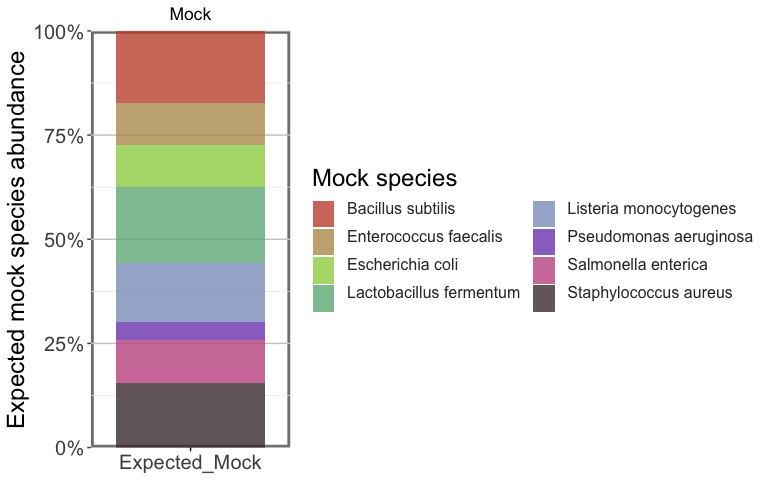 Mock
Expected mock species abundance
100%
75%
50%
25%
0%
Expected_Mock
Mock species
Bacillus subtilis
Enterococcus faecalis
Escherichia coli
Lactobacillus fermentum
Listeria monocytogenes
Pseudomonas aeruginosa
Salmonella enterica
Staphylococcus aureus